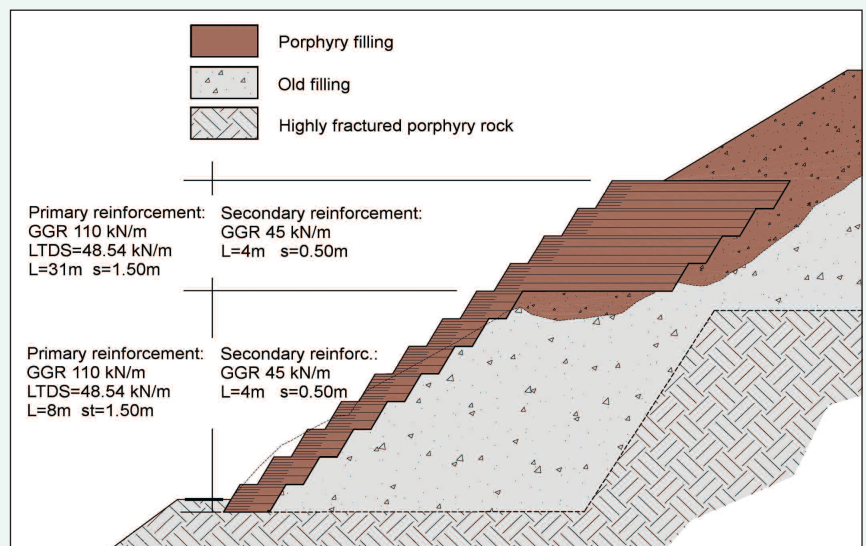 Porphyry filling
Old filling
Highly fractured porphyry rock
Primary reinforcement:
GGR 110 kN/m
LTDS=48.54 kN/m
L=31m s=1.50m
Secondary reinforcement:
GGR 45 kN/m
L=4m s=0.50m
Primary reinforcement:
GGR 110 kN/m
LTDS=48.54 kN/m
L=8m st=1.50m
Secondary reinforc.:
GGR 45 kN/m
L=4m s=0.50m